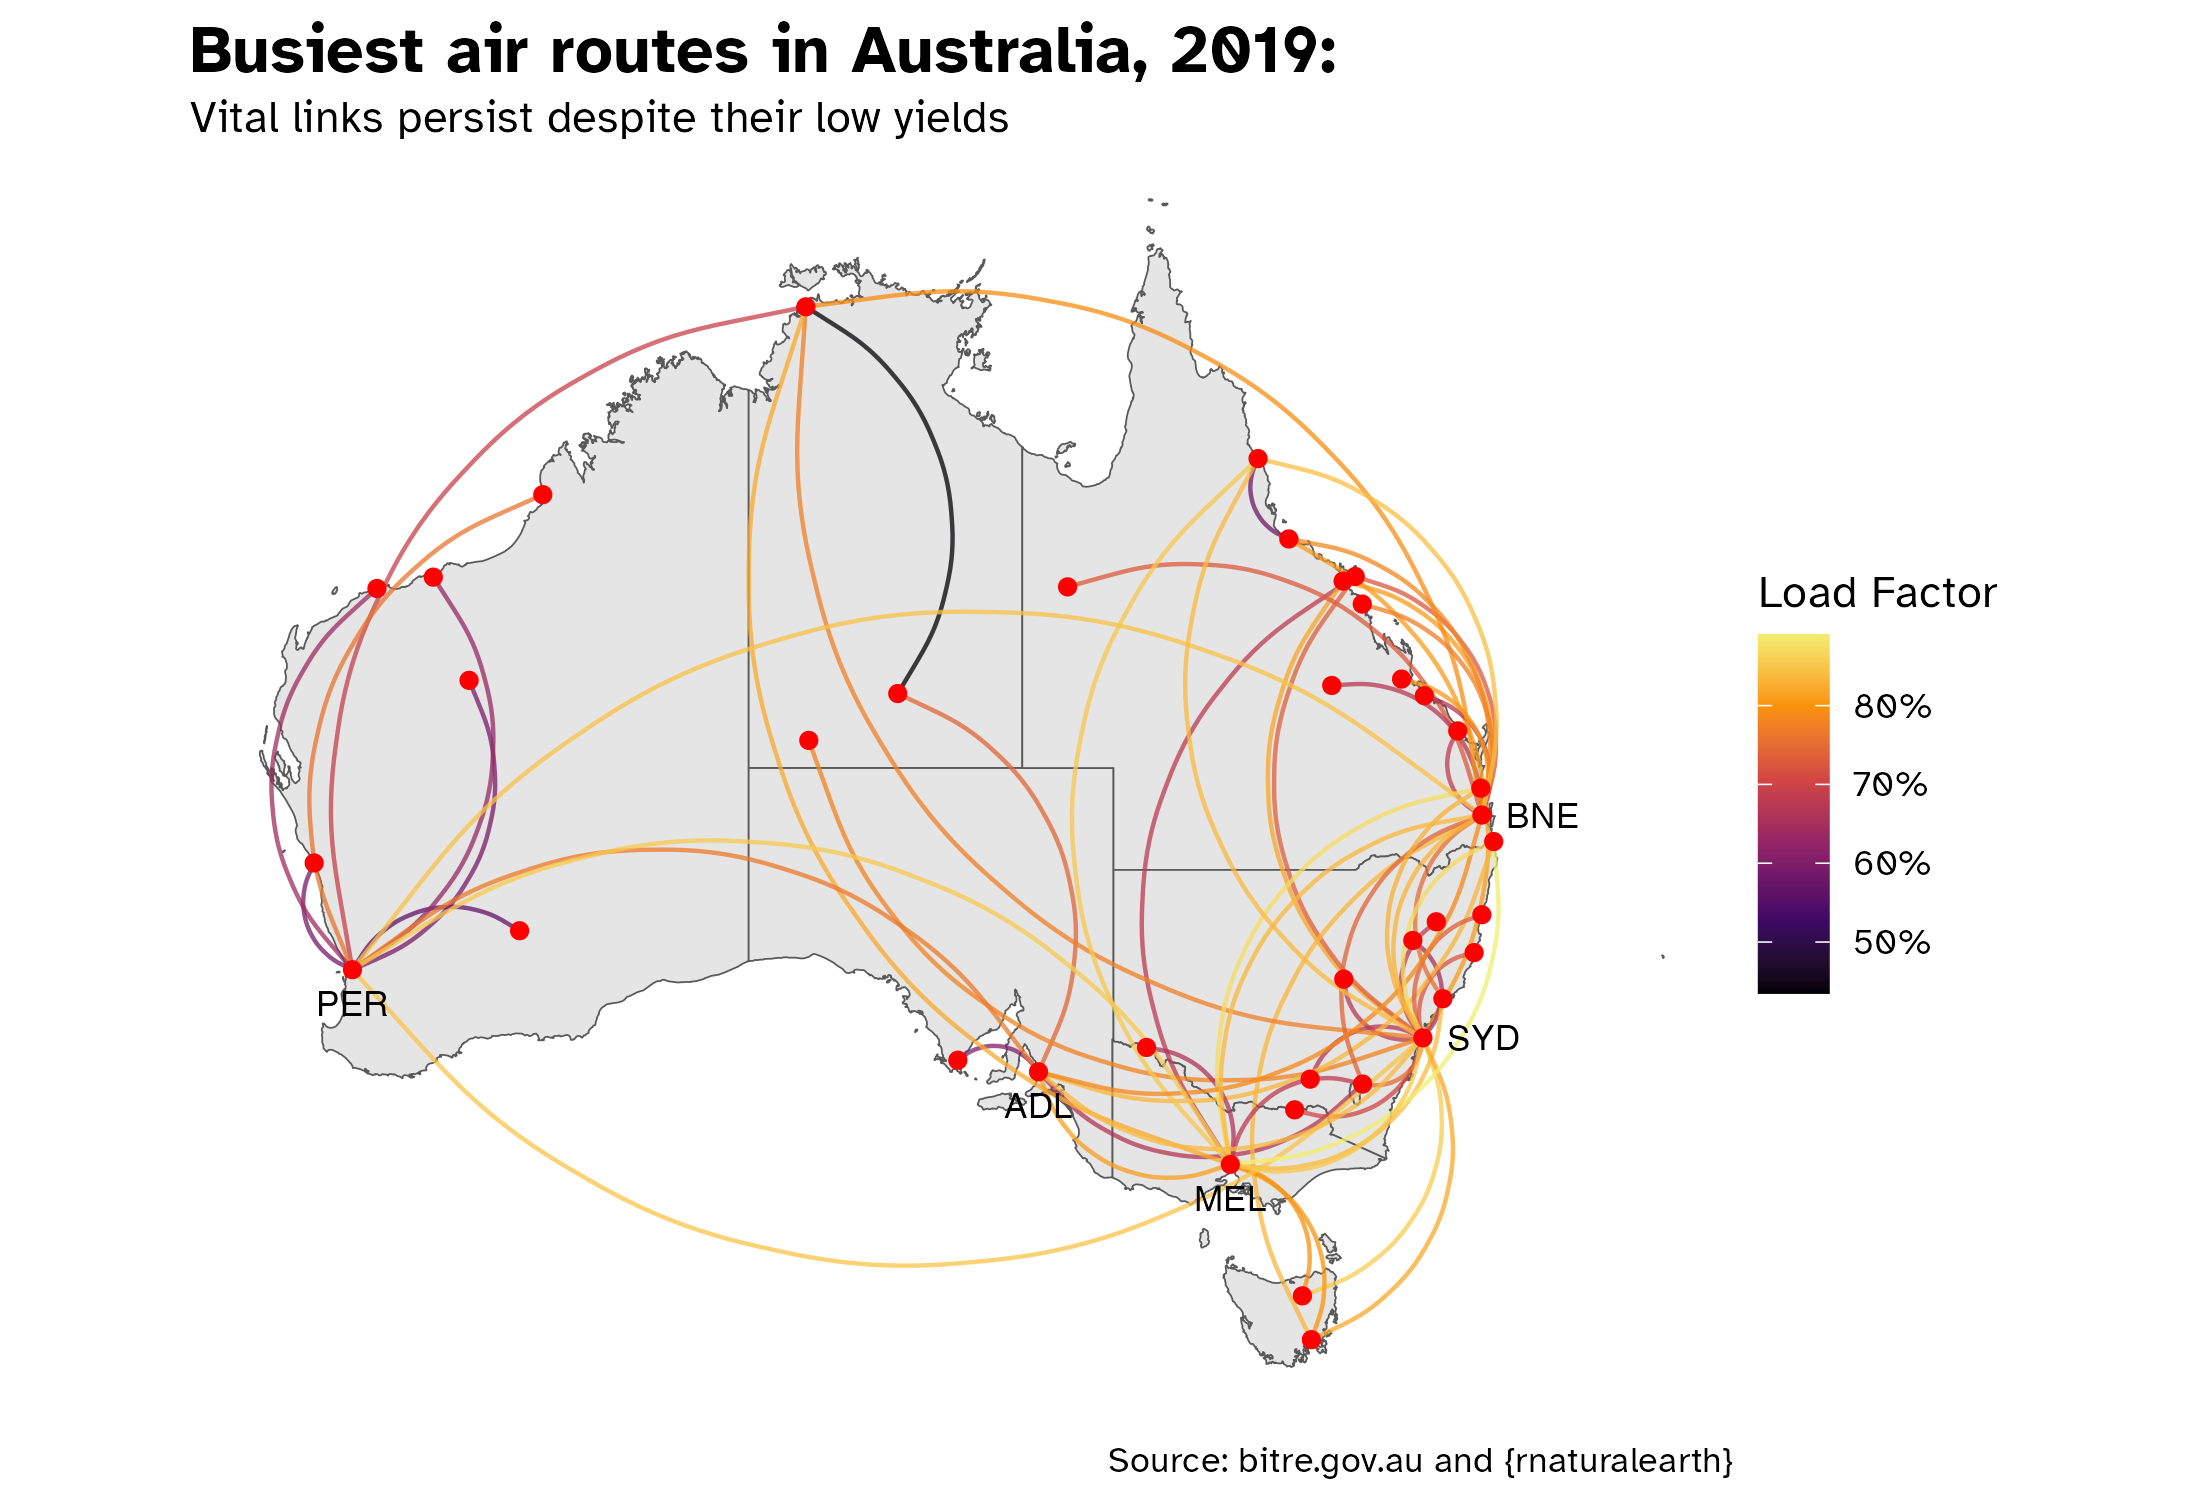 Busiest air routes in Australia, 2019:
Vital links persist despite their low yields
Load Factor
80%
70%
60%
50%
BNE
SYD
PER
ADL
MEL
Source: bitre.gov.au and {rnaturalearth}